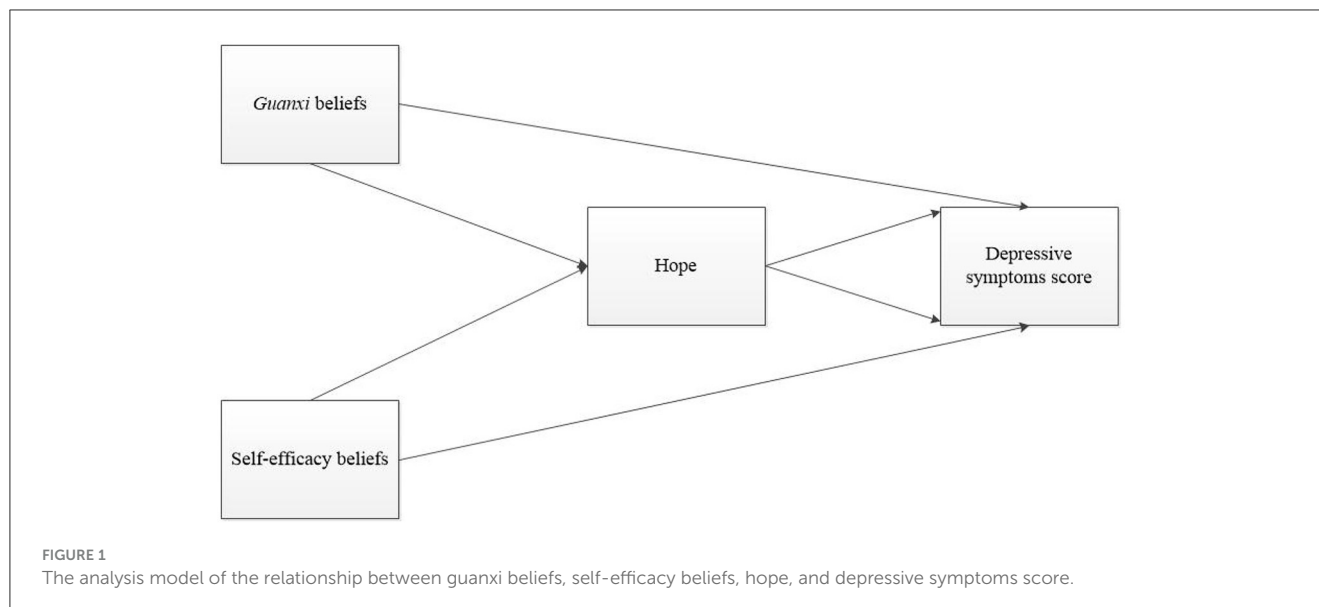 Guanxi beliefs
Hope
Depressive
symptoms score
Self-efficacy beliefs
FIGURE 1
The analysis model of the relationship between guanxi beliefs, self-efficacy beliefs, hope, and depressive symptoms score.